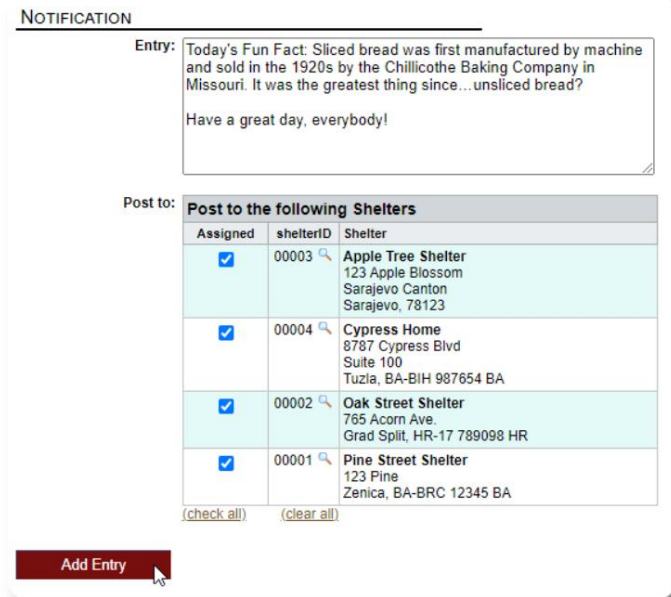 NOTIFICATION
Entry:
Today's Fun Fact: Sliced bread was first manufactured by machine
and sold in the 1920s by the Chillicothe Baking Company in
Missouri. It was the greatest thing since…unsliced bread?
Have a great day, everybody!
Post to:
Post to the following Shelters
Assigned shelterID Shelter
00003 Apple Tree Shelter
123 Apple Blossom
Sarajevo Canton
Sarajevo, 78123
00004 Cypress Home
8787 Cypress Blvd
Suite 100
Tuzla, BA-BIH 987654 BA
00002 Oak Street Shelter
765 Acorn Ave.
Grad Split, HR-17 789098 HR
00001 Pine Street Shelter
123 Pine
Zenica, BA-BRC 12345 BA
(check all) (clear all)
Add Entry